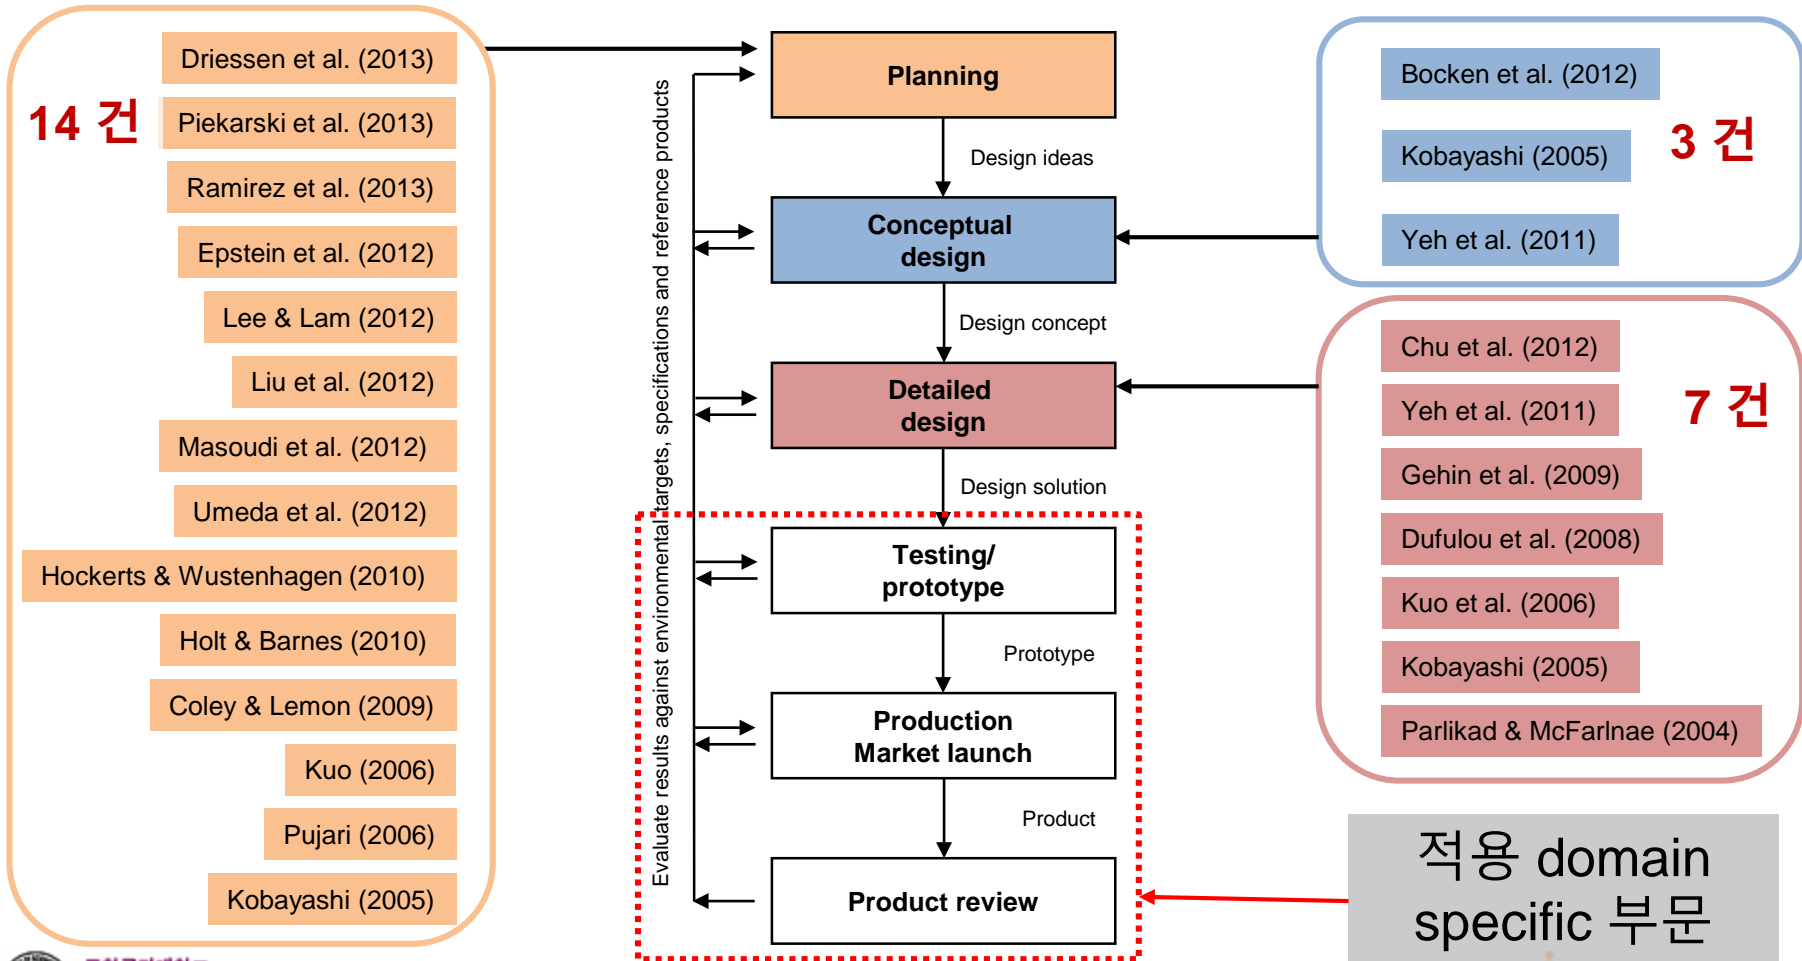 14 건
Driessen et al. (2013)
Piekarski et al. (2013)
Ramirez et al. (2013)
Epstein et al. (2012)
Lee & Lam (2012)
Liu et al. (2012)
Masoudi et al. (2012)
Umeda et al. (2012)
Hockerts & Wustenhagen (2010)
Holt & Barnes (2010)
Coley & Lemon (2009)
Kuo (2006)
Pujari (2006)
Kobayashi (2005)
Evaluate results against environmental targets, specifications and reference products
Planning
Design ideas
Conceptual
design
Design concept
Detailed
design
Design solution
Testing/
prototype
Prototype
Production
Market launch
Product
Product review
Bocken et al. (2012)
Kobayashi (2005)
Yeh et al. (2011)
3 건
Chu et al. (2012)
Yeh et al. (2011)
Gehin et al. (2009)
Dufulou et al. (2008)
Kuo et al. (2006)
Kobayashi (2005)
Parlikad & McFarlnae (2004)
7 건
적용 domain
specific 부문